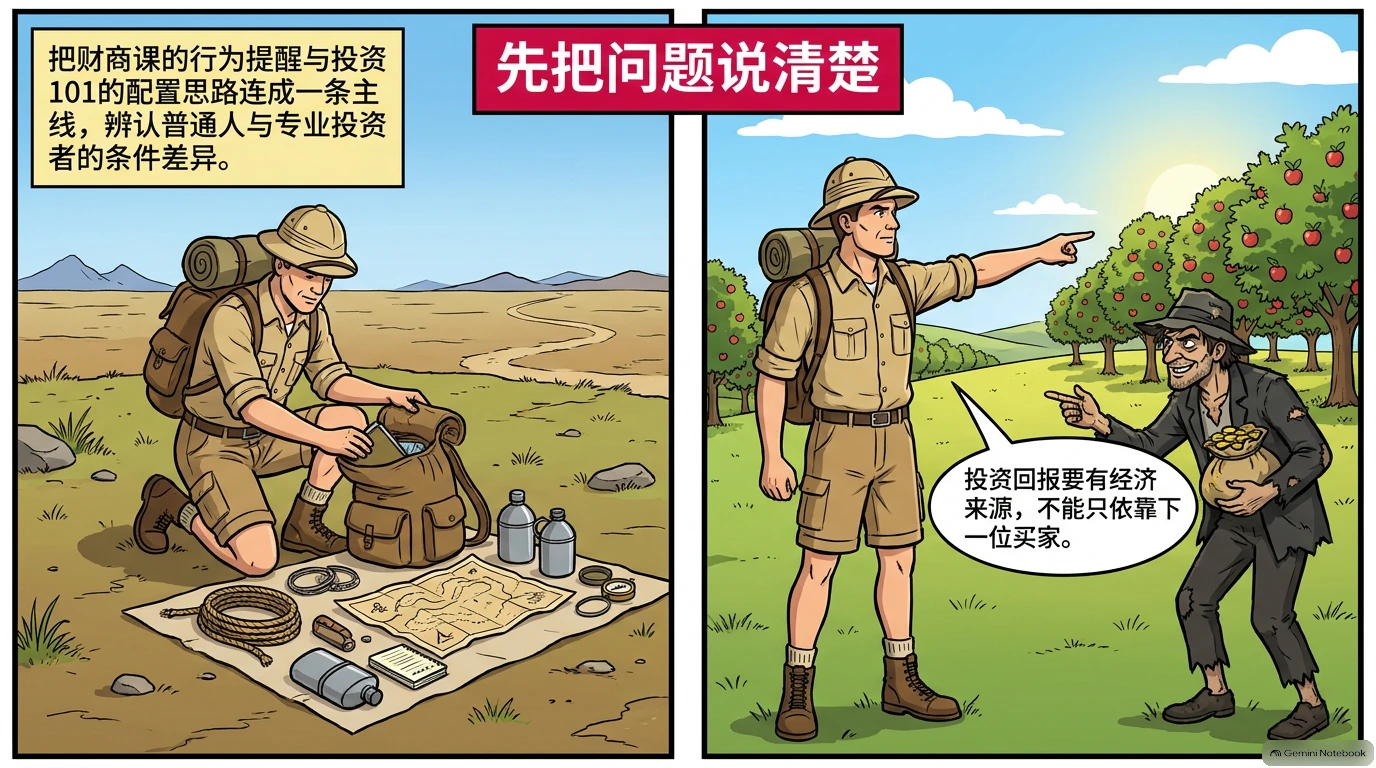 先把问题说清楚
把财商课的行为提醒与投资
101的配置思路连成一条主
线，辨认普通人与专业投资
者的条件差异。
投资回报要有经济
来源，不能只依靠下
一位买家。
Gemini Notebook